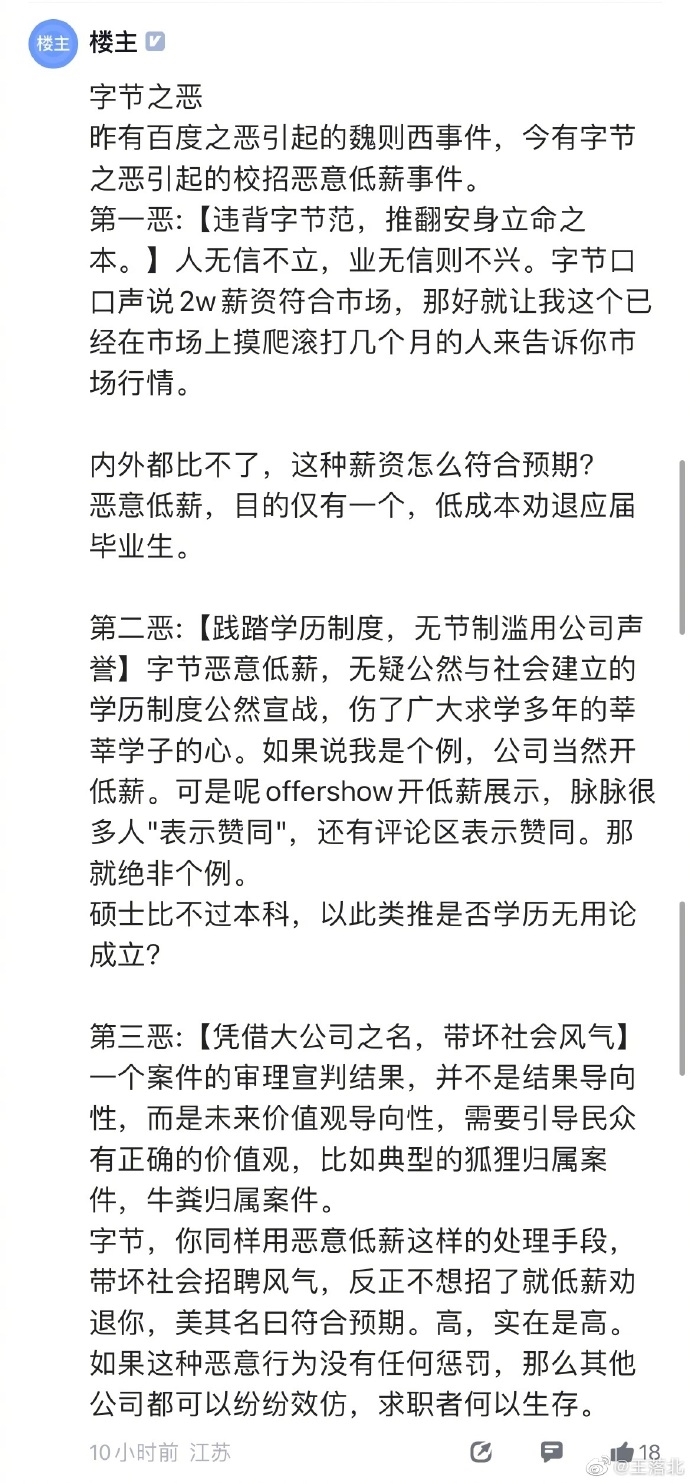 楼主
楼主
字节之恶
昨有百度之恶引起的魏则西事件，今有字节
之恶引起的校招恶意低薪事件。
第一恶:【违背字节范，推翻安身立命之
本。】人无信不立，业无信则不兴。字节口
口声说2w薪资符合市场，那好就让我这个已
经在市场上摸爬滚打几个月的人来告诉你市
场行情。
内外都比不了，这种薪资怎么符合预期？
恶意低薪，目的仅有一个，低成本劝退应届
毕业生。
第二恶:【践踏学历制度，无节制滥用公司声
誉】字节恶意低薪，无疑公然与社会建立的
学历制度公然宣战，伤了广大求学多年的莘
莘学子的心。如果说我是个例，公司当然开
低薪。可是呢offershow开低薪展示，脉脉很
多人"表示赞同"，还有评论区表示赞同。那
就绝非个例。
硕士比不过本科，以此类推是否学历无用论
成立？
第三恶:【凭借大公司之名，带坏社会风气】
一个案件的审理宣判结果，并不是结果导向
性，而是未来价值观导向性，需要引导民众
有正确的价值观，比如典型的狐狸归属案
件，牛粪归属案件。
字节，你同样用恶意低薪这样的处理手段，
带坏社会招聘风气，反正不想招了就低薪劝
退你，美其名曰符合预期。高，实在是高。
如果这种恶意行为没有任何惩罚，那么其他
公司都可以纷纷效仿，求职者何以生存。
10小时前 江苏
18
@王落北